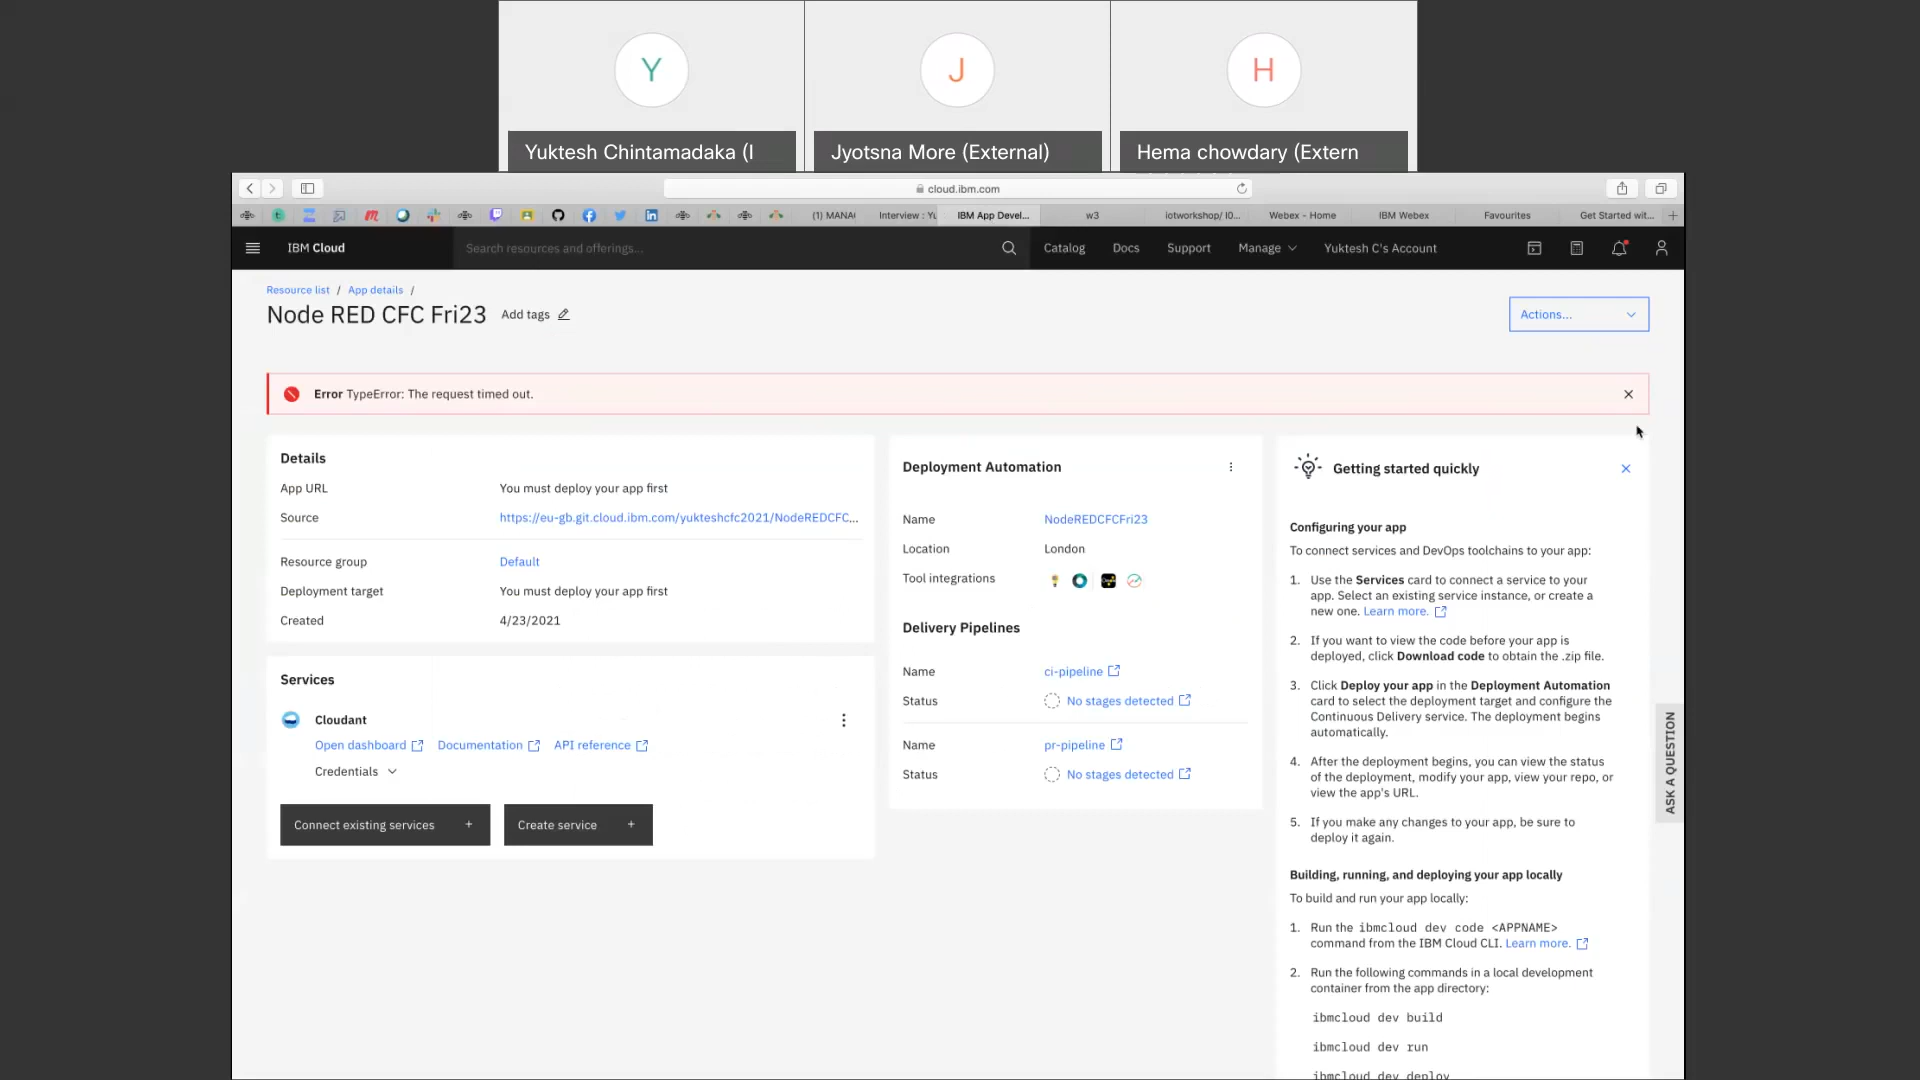 Y
J
H
Yuktesh Chintamadaka (I
Jyotsna More (External)
Hema chowdary (Extern
cloud.ibm.com
(1) MANA
Interview : Yu
IBM App Devel...
w3
iotworkshop/ I0...
Webex - Home
IBM Webex
Favourites
Get Started wit...
IBM Cloud
Search resources and offerings...
Catalog
Docs
Support
Manage
Yuktesh C's Account
Resource list / App details /
Node RED CFC Fri23
Add tags
Actions...
Error TypeError: The request timed out.
Details
App URL
You must deploy your app first
Source
https://eu-gb.git.cloud.ibm.com/yukteshcfc2021/NodeREDCFC...
Resource group
Default
Deployment target
You must deploy your app first
Created
4/23/2021
Services
Cloudant
Open dashboard
Documentation
API reference
Credentials
Connect existing services +
Create service +
Deployment Automation
Name
NodeREDCFCFri23
Location
London
Tool integrations
Delivery Pipelines
Name
ci-pipeline
Status
No stages detected
Name
pr-pipeline
Status
No stages detected
Getting started quickly
Configuring your app
To connect services and DevOps toolchains to your app:
1. Use the Services card to connect a service to your
app. Select an existing service instance, or create a
new one. Learn more.
2. If you want to view the code before your app is
deployed, click Download code to obtain the .zip file.
3. Click Deploy your app in the Deployment Automation
card to select the deployment target and configure the
Continuous Delivery service. The deployment begins
automatically.
4. After the deployment begins, you can view the status
of the deployment, modify your app, view your repo, or
view the app's URL.
5. If you make any changes to your app, be sure to
deploy it again.
Building, running, and deploying your app locally
To build and run your app locally:
1. Run the ibmcloud dev code <APPNAME>
command from the IBM Cloud CLI. Learn more.
2. Run the following commands in a local development
container from the app directory:
ibmcloud dev build
ibmcloud dev run
ibmcloud dev deploy
ASK A QUESTION